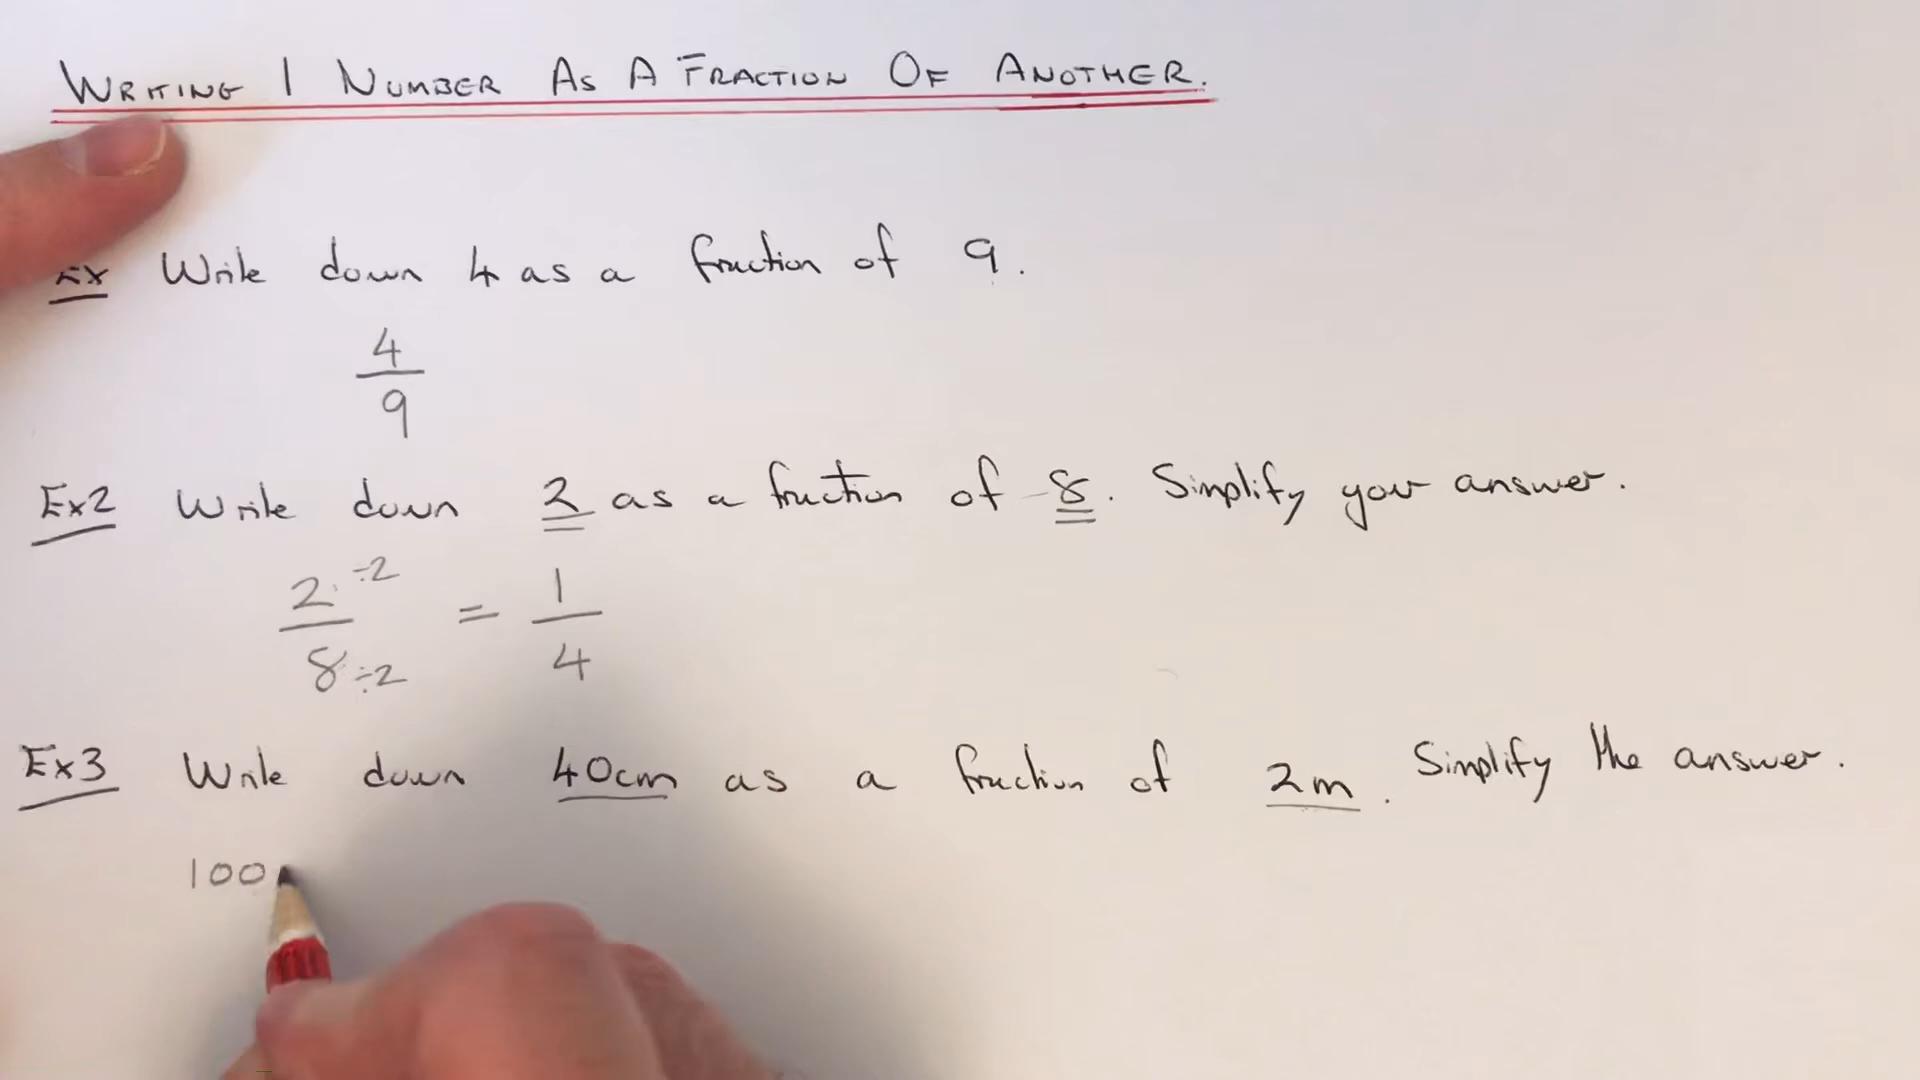 WRITING 1 NUMBER AS A FRACTION OF ANOTHER.
Ex Write down 4 as a fraction of 9.
4
9
Ex2 Write down 2 as a fraction of 8. Simplify your answer.
2 ÷2
8 ÷2
= 1
4
Ex3 Write down 40cm as a fraction of 2m. Simplify the answer.
100